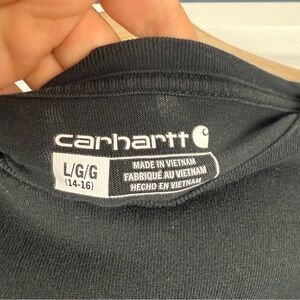 carhartt
L/G/G
(14-16)
MADE IN VIETNAM
FABRIQUÉ AU VIETNAM
HECHO EN VIETNAM